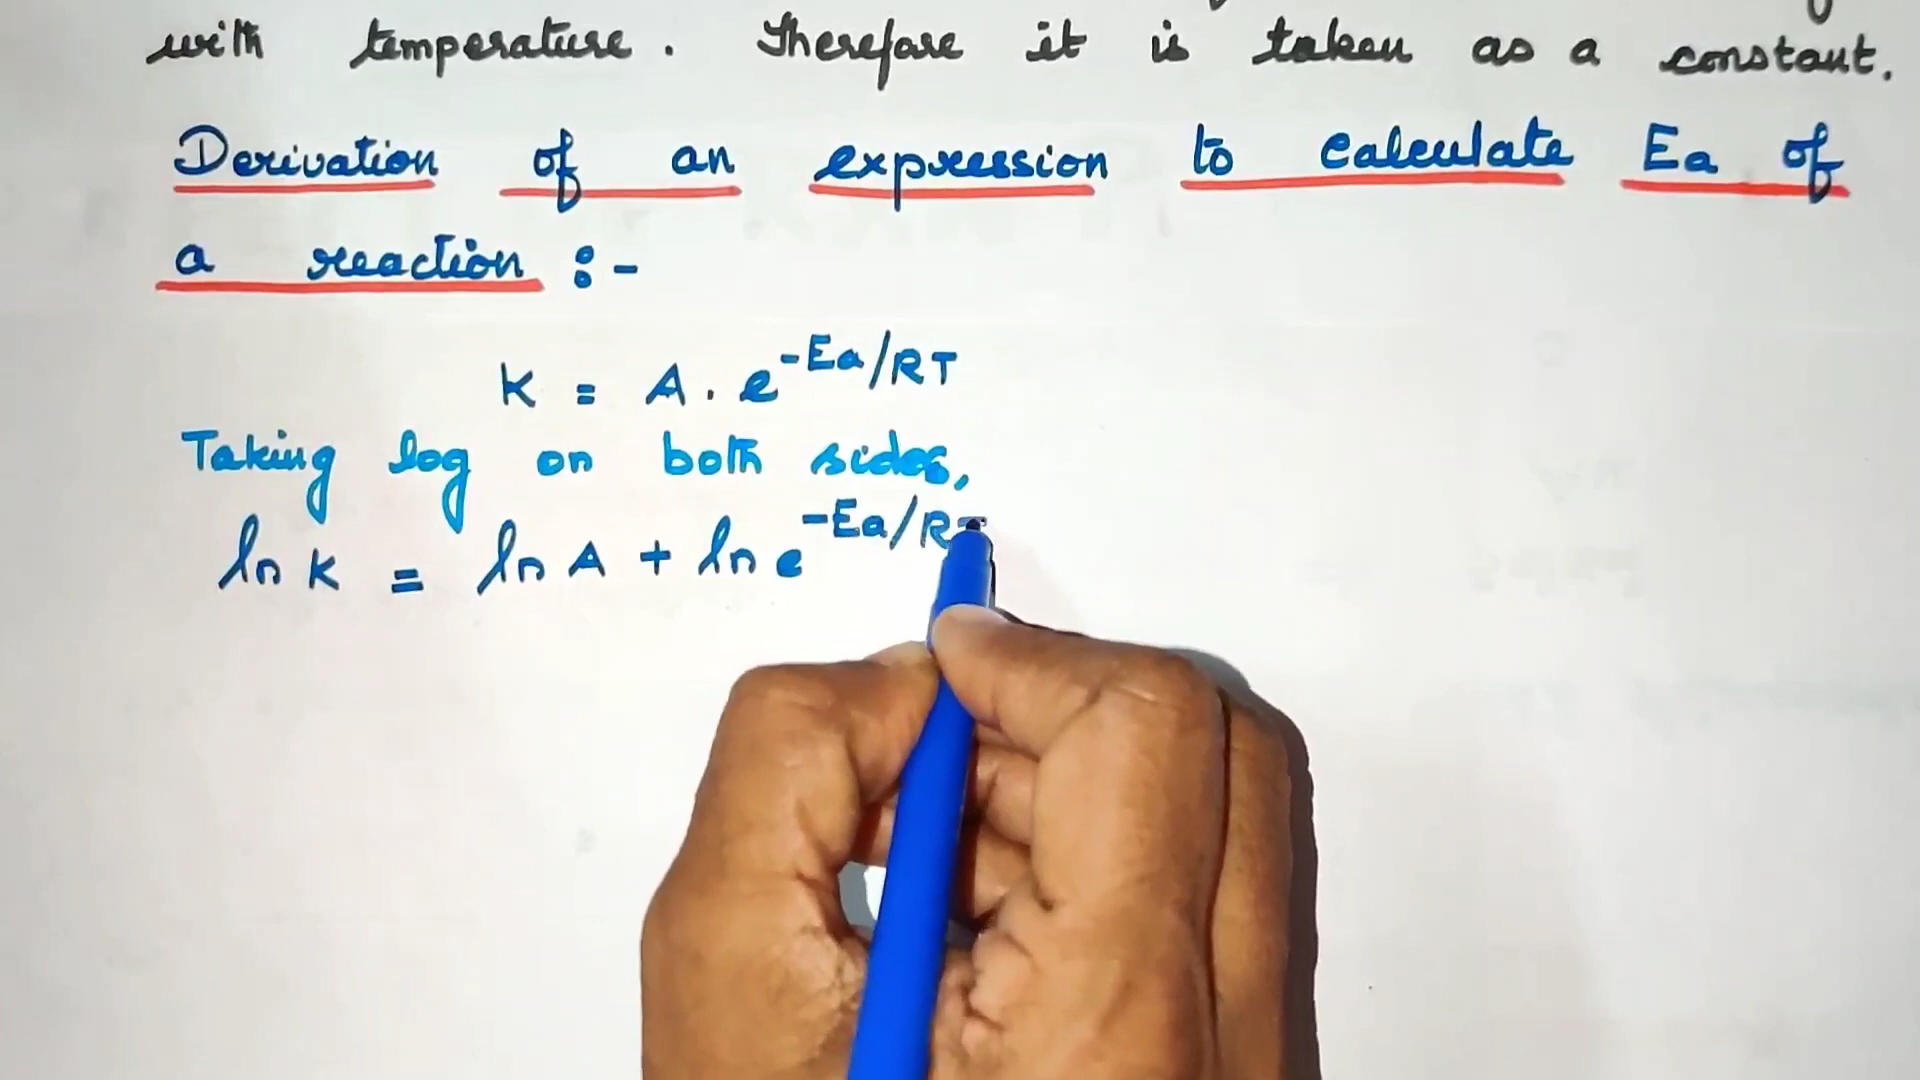 with temperature. Therefore it is taken as a constant.
Derivation of an expression to calculate Ea of
a reaction :-
K = A . e^-Ea/RT
Taking log on both sides,
ln K = ln A + ln e^-Ea/RT